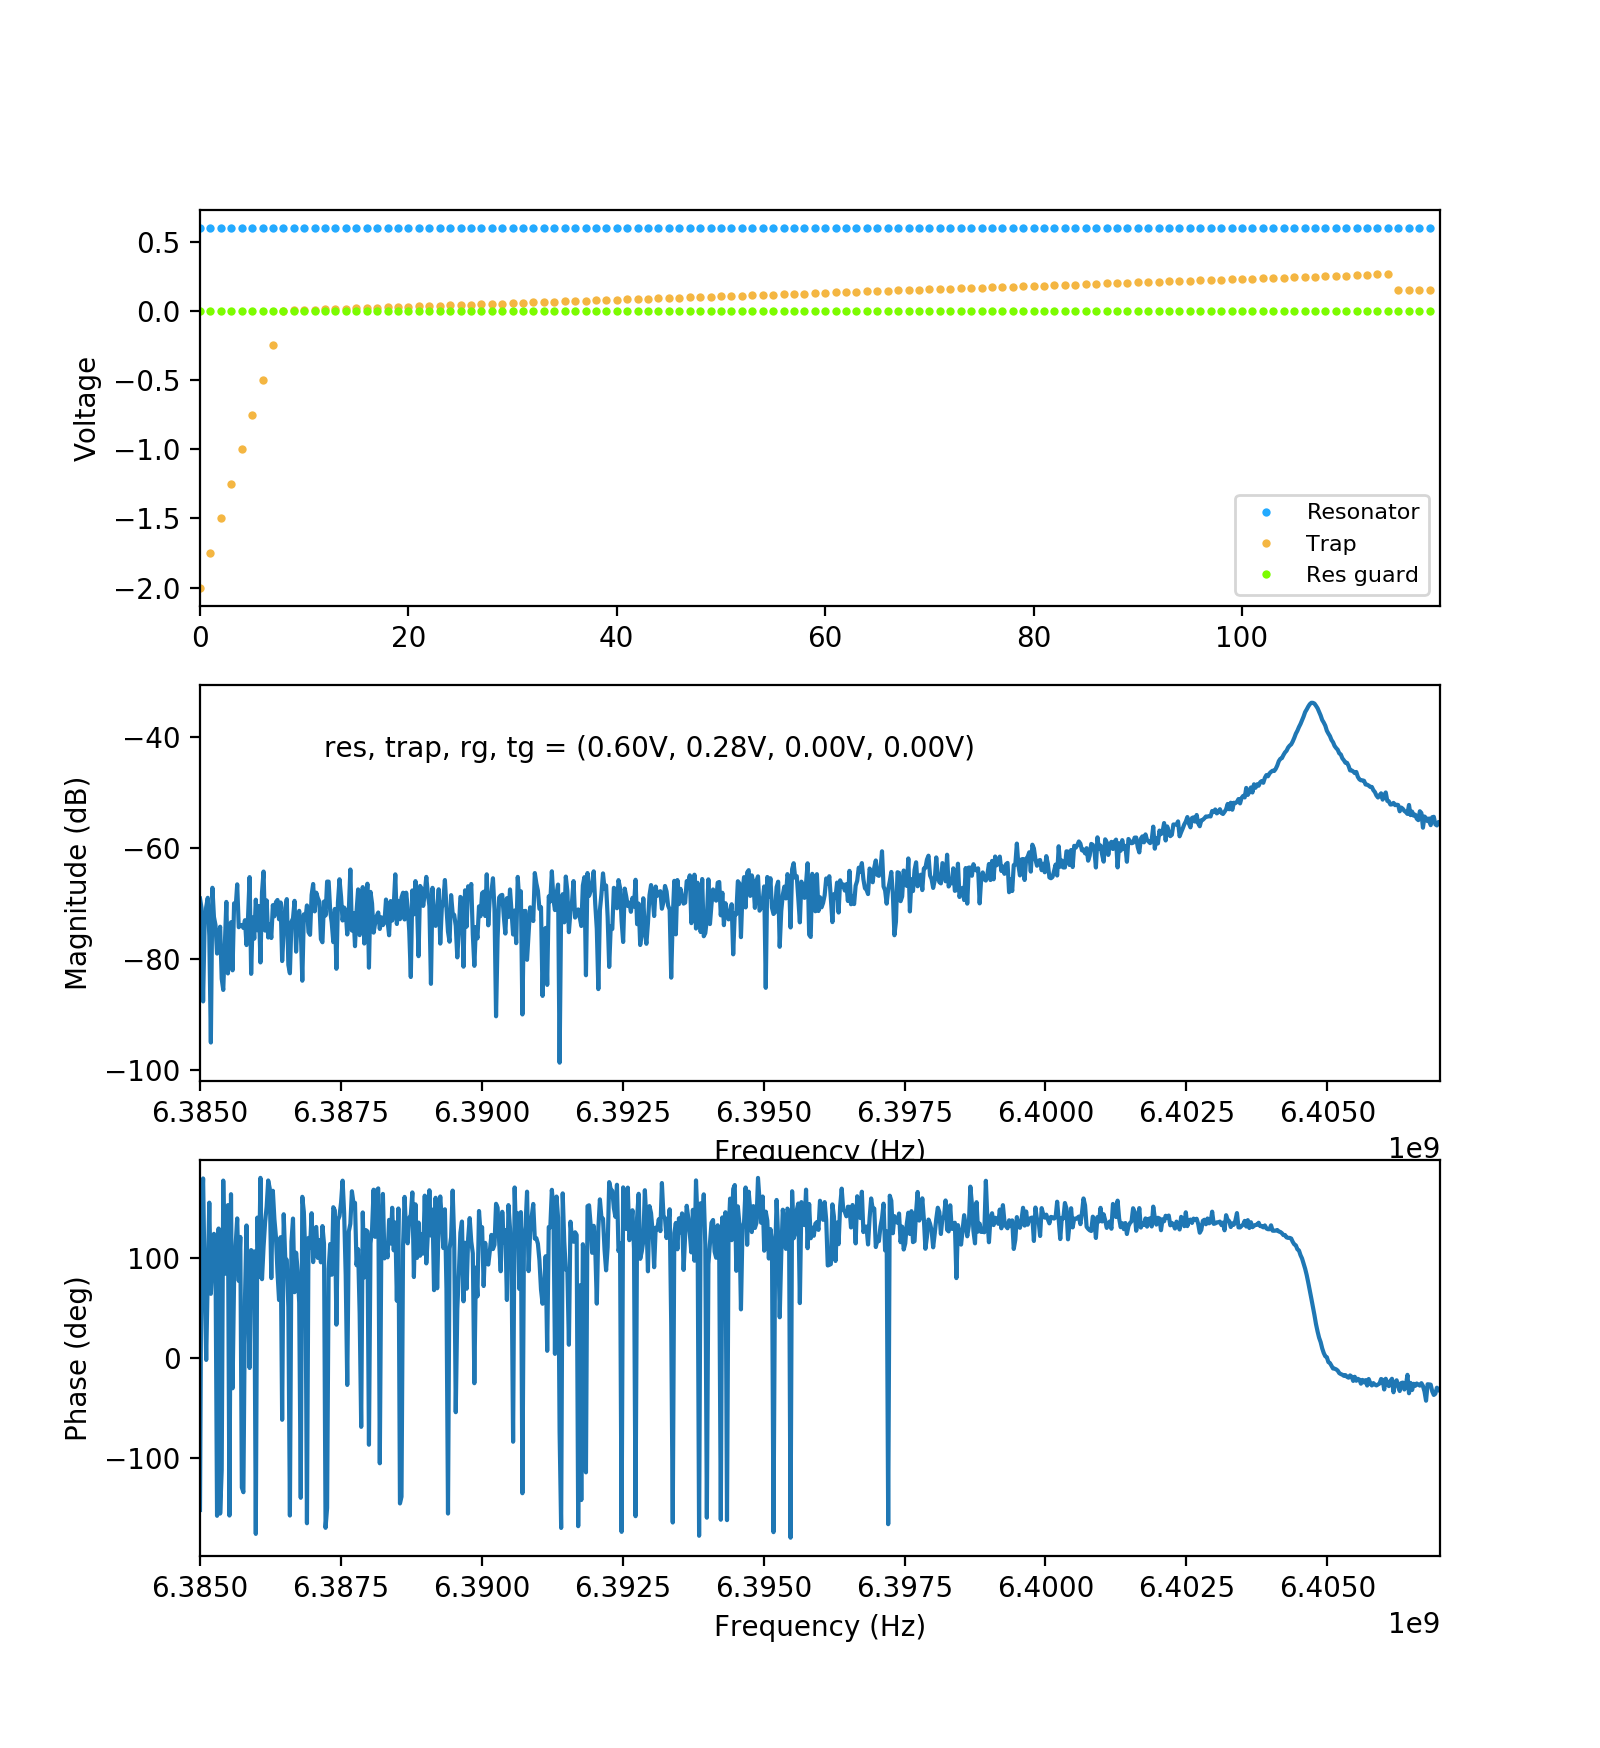 0.5
0.0
−0.5
−1.0
−1.5
−2.0
Voltage
Resonator
Trap
Res guard
0 20 40 60 80 100
−40
−60
−80
−100
Magnitude (dB)
res, trap, rg, tg = (0.60V, 0.28V, 0.00V, 0.00V)
6.3850 6.3875 6.3900 6.3925 6.3950 6.3975 6.4000 6.4025 6.4050
Frequency (Hz)
1e9
100
0
−100
Phase (deg)
6.3850 6.3875 6.3900 6.3925 6.3950 6.3975 6.4000 6.4025 6.4050
Frequency (Hz)
1e9